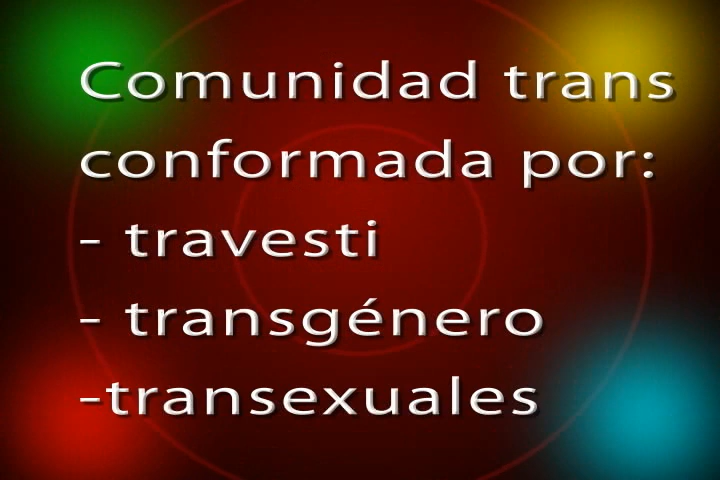 Comunidad trans
conformada por:
- travesti
- transgénero
-transexuales